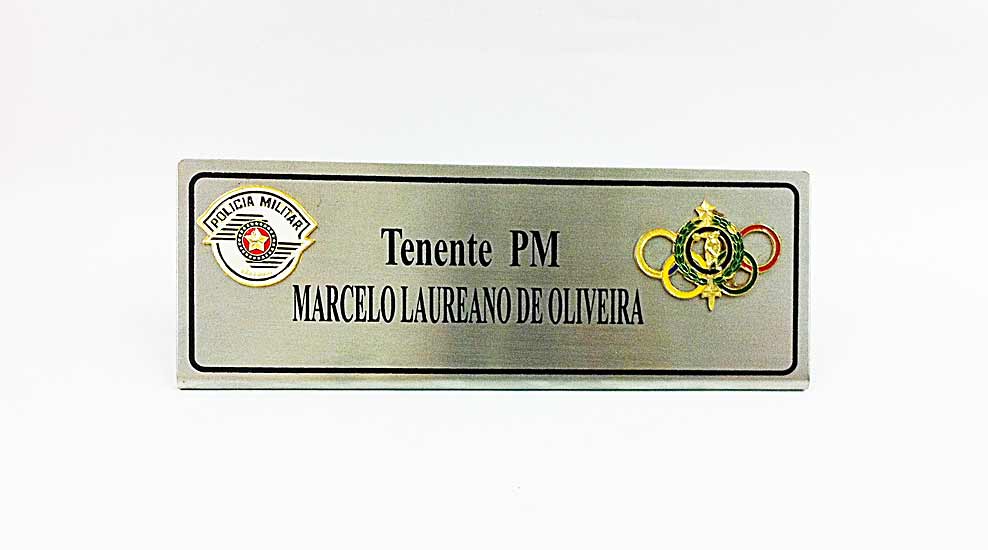 POLICIA MILITAR
Tenente PM
MARCELO LAUREANO DE OLIVEIRA